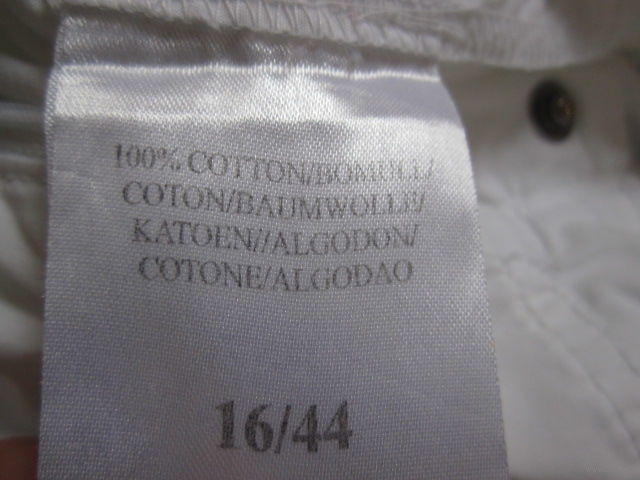 100% COTTON/BOMULL/
COTON/BAUMWOLLE/
KATOEN//ALGODON/
COTONE/ALGODAO
16/44